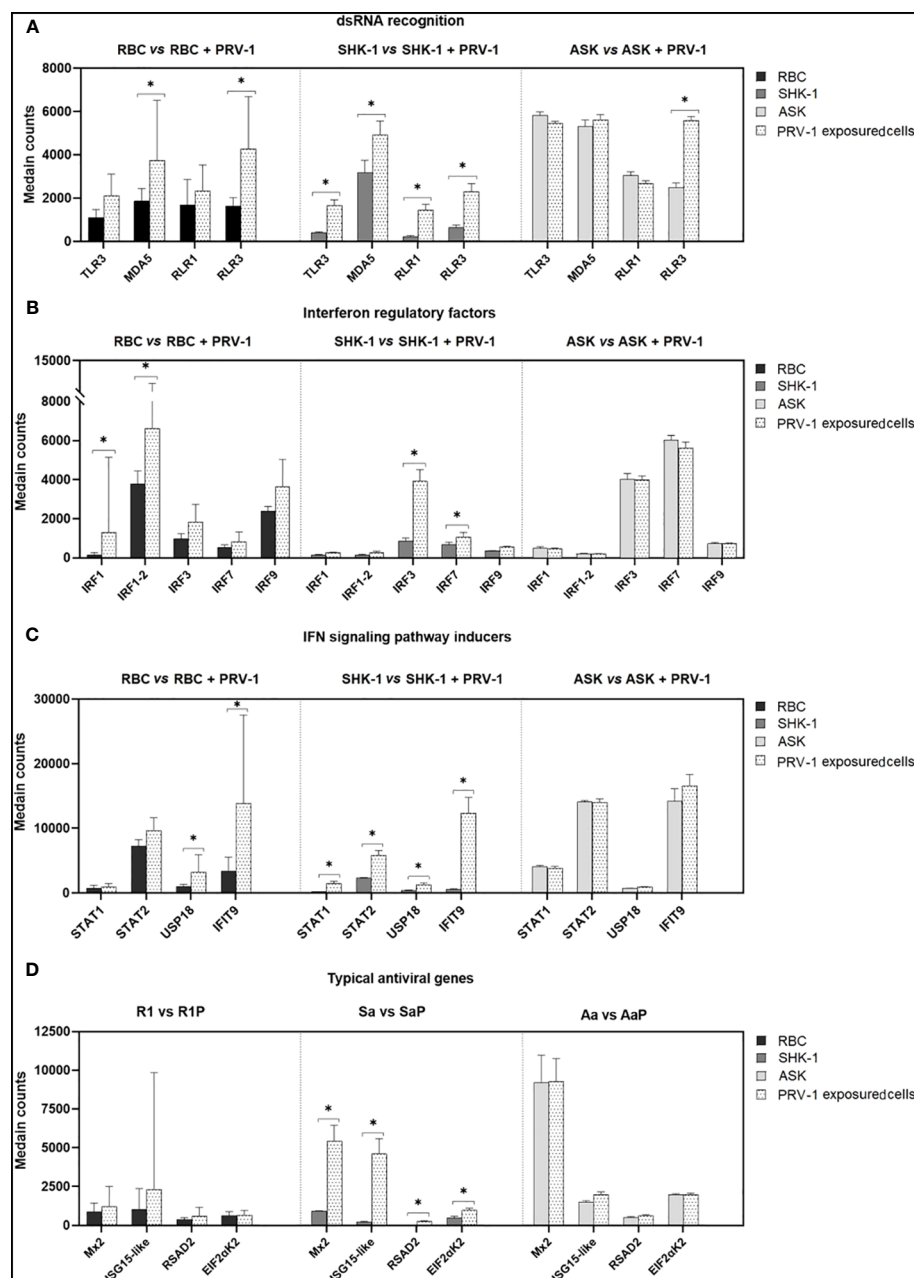 A
dsRNA recognition
RBC vs RBC + PRV-1
SHK-1 vs SHK-1 + PRV-1
ASK vs ASK + PRV-1
Medain counts
8000
6000
4000
2000
0
* * * * * * *
TLR3 MDA5 RLR1 RLR3 TLR3 MDA5 RLR1 RLR3 TLR3 MDA5 RLR1 RLR3
RBC
SHK-1
ASK
PRV-1 exposuredcells
B
Interferon regulatory factors
RBC vs RBC + PRV-1
SHK-1 vs SHK-1 + PRV-1
ASK vs ASK + PRV-1
Medain counts
15000
8000
6000
4000
2000
0
* * * *
IRF1 IRF1-2 IRF3 IRF7 IRF9 IRF1 IRF1-2 IRF3 IRF7 IRF9 IRF1 IRF1-2 IRF3 IRF7 IRF9
RBC
SHK-1
ASK
PRV-1 exposuredcells
C
IFN signaling pathway inducers
RBC vs RBC + PRV-1
SHK-1 vs SHK-1 + PRV-1
ASK vs ASK + PRV-1
Medain counts
30000
20000
10000
0
* * * * * *
STAT1 STAT2 USP18 IFIT9 STAT1 STAT2 USP18 IFIT9 STAT1 STAT2 USP18 IFIT9
RBC
SHK-1
ASK
PRV-1 exposuredcells
D
Typical antiviral genes
R1 vs R1P
Sa vs SaP
Aa vs AaP
Medain counts
12500
10000
7500
5000
2500
0
* * * *
Mx2 ISG15-like RSAD2 EIF2αK2 Mx2 ISG15-like RSAD2 EIF2αK2 Mx2 ISG15-like RSAD2 EIF2αK2
RBC
SHK-1
ASK
PRV-1 exposuredcells